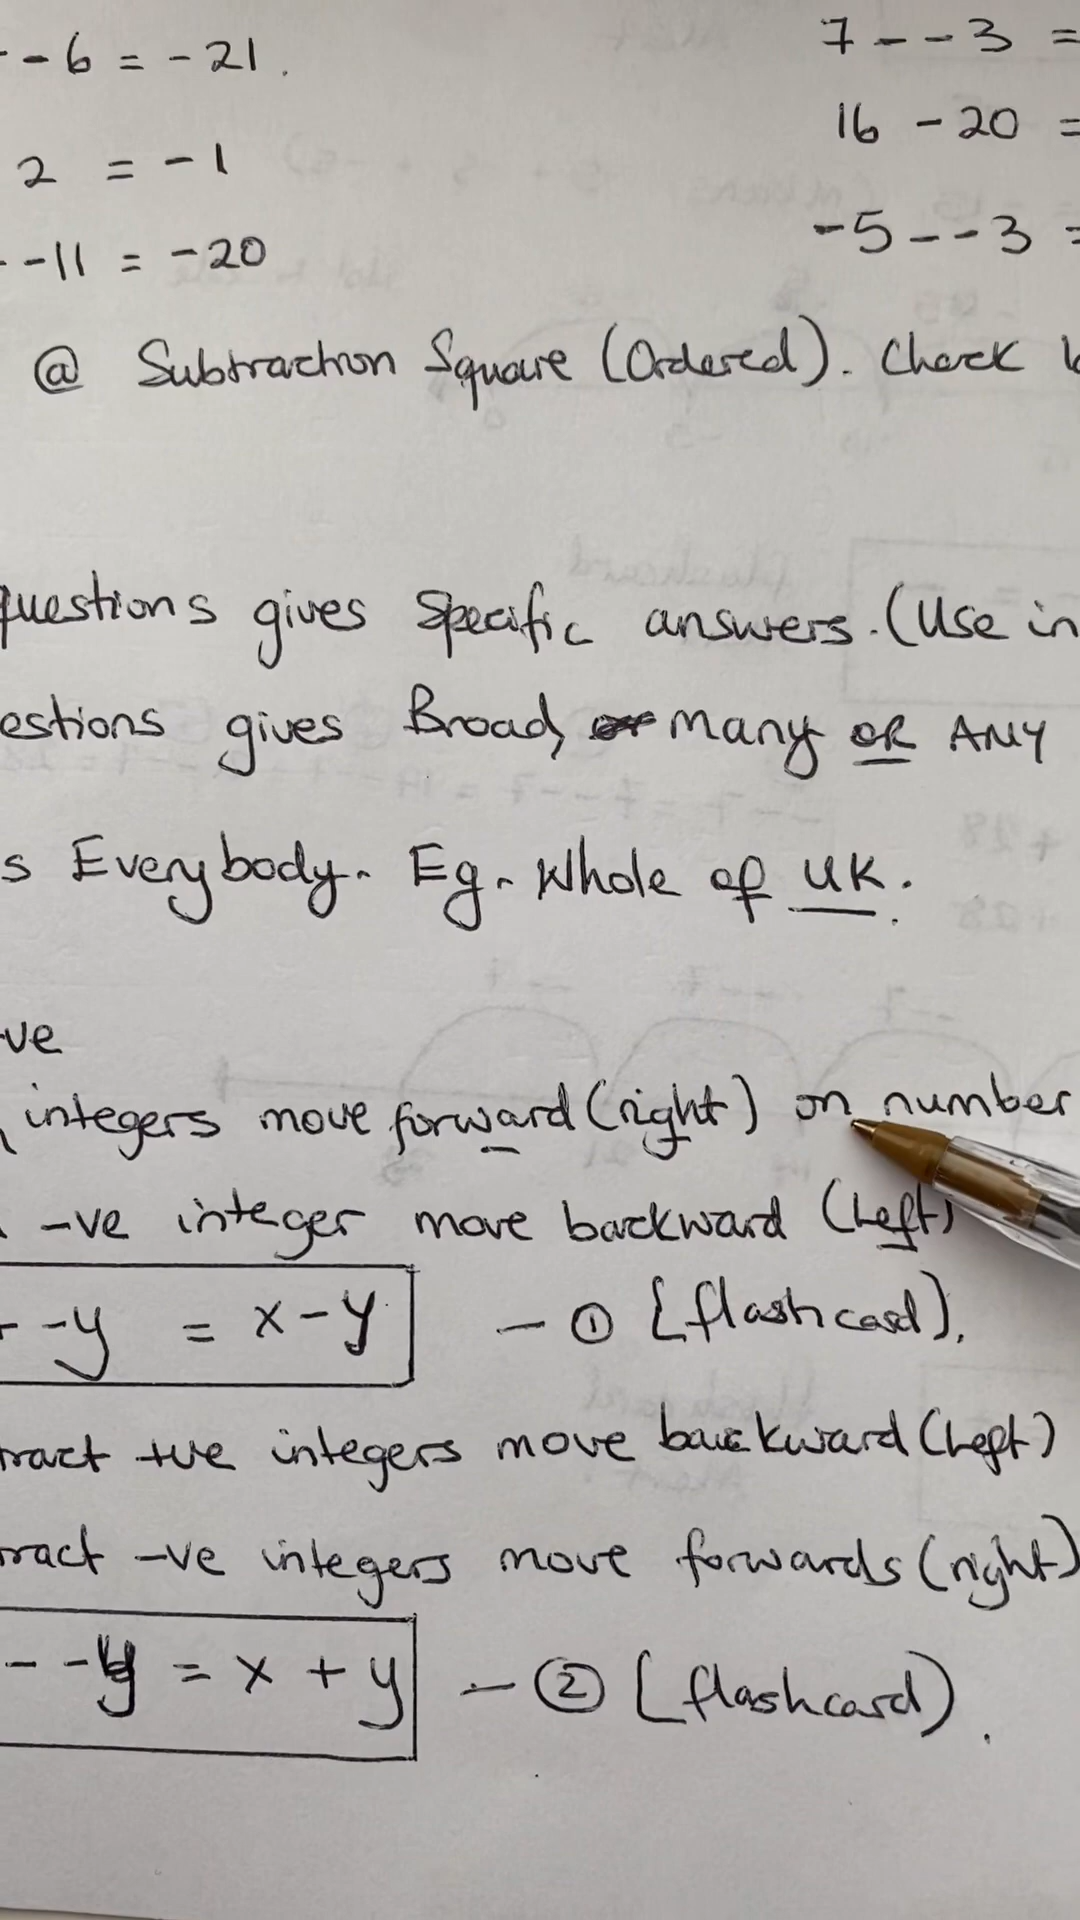 - - 6 = - 21.
7 - - 3 =
2 = - 1
16 - 20 =
- - 11 = - 20
-5 - - 3 =
@ Subtraction Square (Ordered). Check
questions gives Specific answers. (Use in
estions gives Broad, many OR ANY
s Everybody. Eg. Whole of UK.
ve
integers move forward (right) on number
-ve integer move backward (Left)
- y = x - y - ① [flashcard),
ract +ve integers move backward (Left)
ract -ve integers move forwards (right)
- - y = x + y - ② [flashcard).